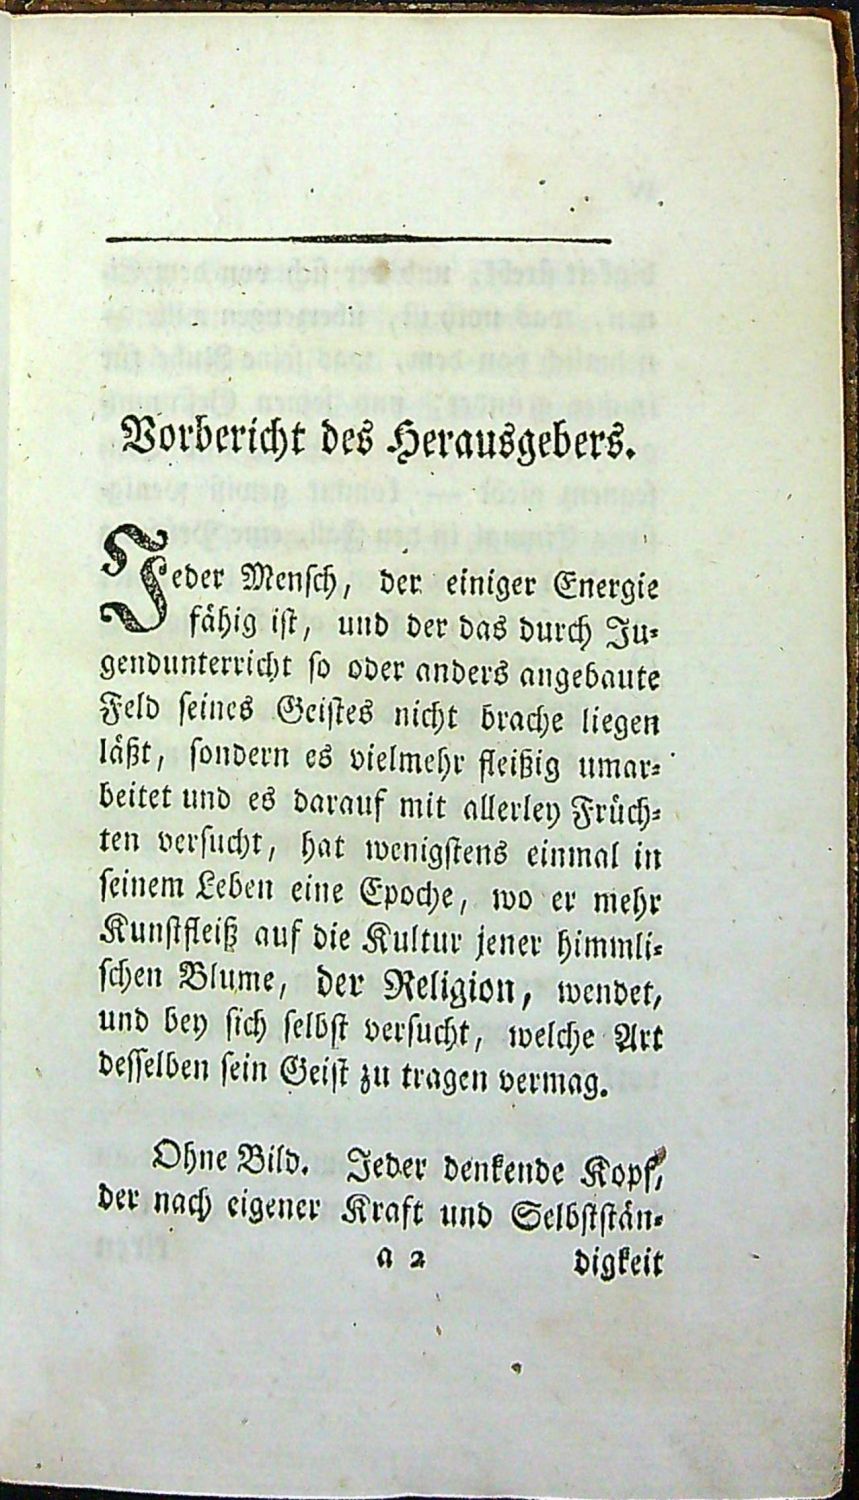 Vorbericht des Herausgebers.
Jeder Mensch, der einiger Energie
fähig ist, und der das durch Ju-
gendunterricht so oder anders angebaute
Feld seines Geistes nicht brache liegen
läßt, sondern es vielmehr fleißig umar-
beitet und es darauf mit allerley Früch-
ten versucht, hat wenigstens einmal in
seinem Leben eine Epoche, wo er mehr
Kunstfleiß auf die Kultur jener himmli-
schen Blume, der Religion, wendet,
und bey sich selbst versucht, welche Art
desselben sein Geist zu tragen vermag.
Ohne Bild. Jeder denkende Kopf,
der nach eigener Kraft und Selbststän-
a 2 digkeit